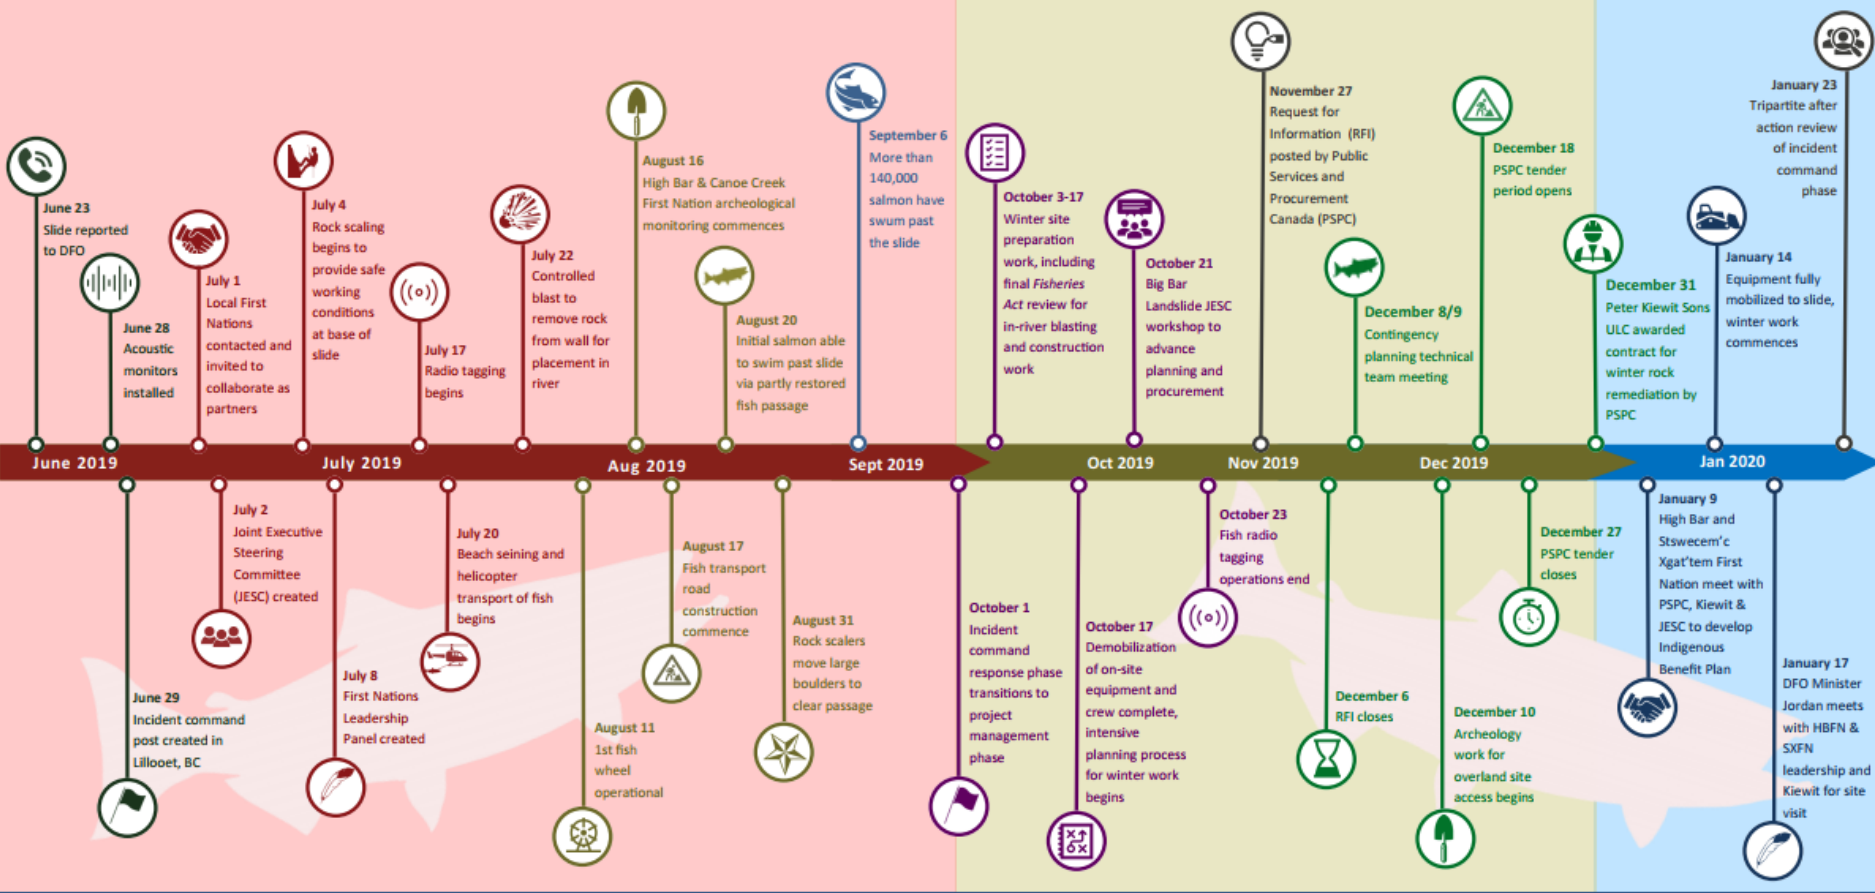 June 23
Slide reported
to DFO
June 28
Acoustic
monitors
installed
July 1
Local First
Nations
contacted and
invited to
collaborate as
partners
July 4
Rock scaling
begins to
provide safe
working
conditions
at base of
slide
July 17
Radio tagging
begins
July 22
Controlled
blast to
remove rock
from wall for
placement in
river
August 16
High Bar & Canoe Creek
First Nation archeological
monitoring commences
August 20
Initial salmon able
to swim past slide
via partly restored
fish passage
September 6
More than
140,000
salmon have
swum past
the slide
October 3-17
Winter site
preparation
work, including
final Fisheries
Act review for
in-river blasting
and construction
work
October 21
Big Bar
Landslide JESC
workshop to
advance
planning and
procurement
November 27
Request for
Information (RFI)
posted by Public
Services and
Procurement
Canada (PSPC)
December 8/9
Contingency
planning technical
team meeting
December 18
PSPC tender
period opens
December 31
Peter Kiewit Sons
ULC awarded
contract for
winter rock
remediation by
PSPC
January 14
Equipment fully
mobilized to slide,
winter work
commences
January 23
Tripartite after
action review
of incident
command
phase
June 2019
July 2019
Aug 2019
Sept 2019
Oct 2019
Nov 2019
Dec 2019
Jan 2020
June 29
Incident command
post created in
Lillooet, BC
July 2
Joint Executive
Steering
Committee
(JESC) created
July 8
First Nations
Leadership
Panel created
July 20
Beach seining and
helicopter
transport of fish
begins
August 11
1st fish
wheel
operational
August 17
Fish transport
road
construction
commence
August 31
Rock scalers
move large
boulders to
clear passage
October 1
Incident
command
response phase
transitions to
project
management
phase
October 17
Demobilization
of on-site
equipment and
crew complete,
intensive
planning process
for winter work
begins
October 23
Fish radio
tagging
operations end
December 6
RFI closes
December 10
Archeology
work for
overland site
access begins
December 27
PSPC tender
closes
January 9
High Bar and
Stswecem'c
Xgat'tem First
Nation meet with
PSPC, Kiewit &
JESC to develop
Indigenous
Benefit Plan
January 17
DFO Minister
Jordan meets
with HBFN &
SXFN
leadership and
Kiewit for site
visit